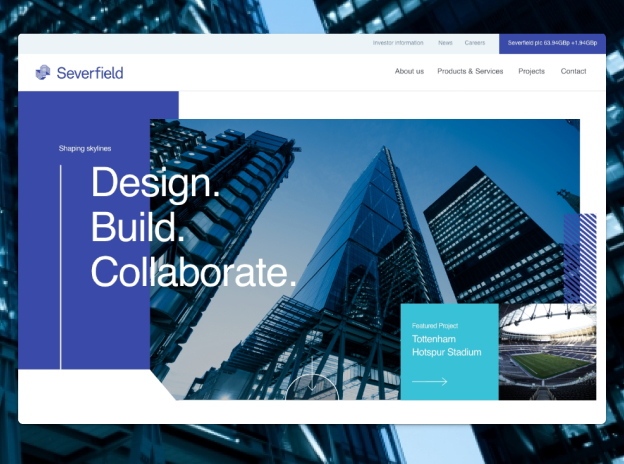 Investor Information
News
Careers
Severfield plc 63.94GBp +1.94GBp
Severfield
About us
Products & Services
Projects
Contact
Shaping skylines
Design.
Build.
Collaborate.
Featured Project
Tottenham
Hotspur Stadium